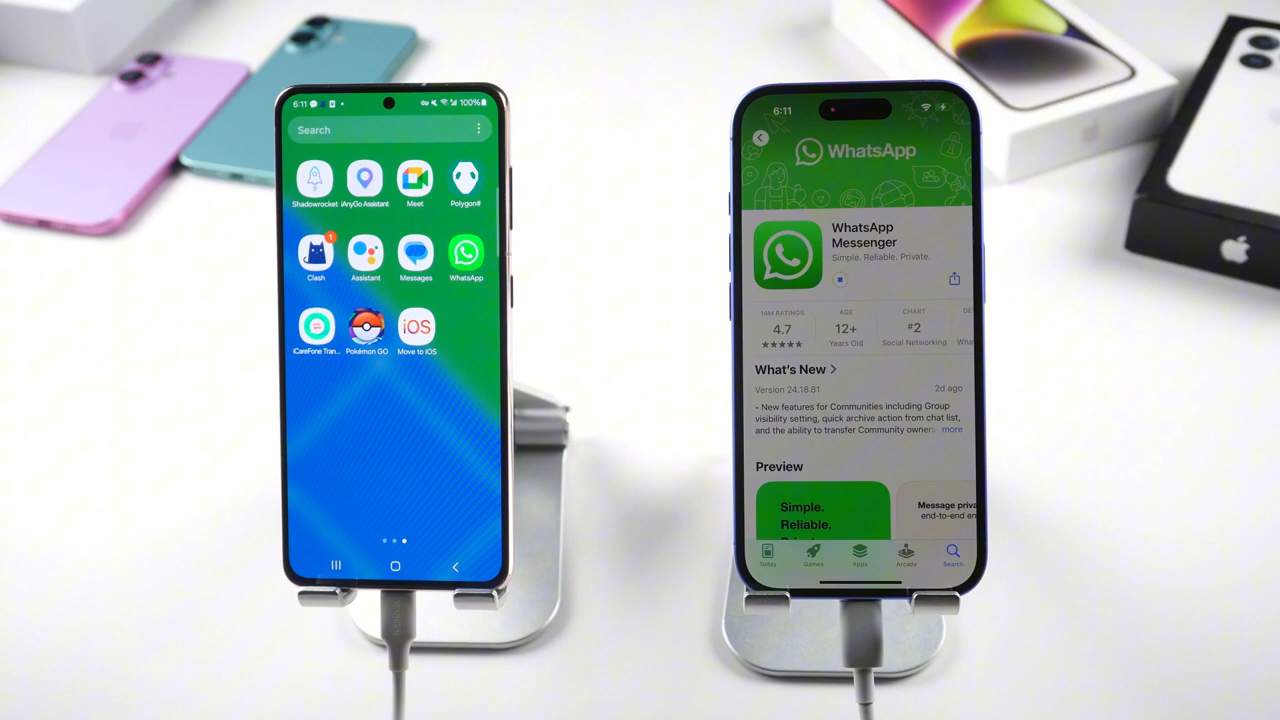 6:11
100%
Search
Shadowrocket
iAnyGo Assistant
Meet
Polygon#
1
Clash
Assistant
Messages
WhatsApp
iCareFone Tran...
Pokémon GO
iOS
Move to iOS
6:11
WhatsApp
WhatsApp
Messenger
Simple. Reliable. Private.
14M RATINGS
AGE
CHART
4.7
12+
#2
★★★★★
Years Old
Social Networking
What's New >
Version 24.18.81
2d ago
• New features for Communities including Group
visibility setting, quick archive action from chat list,
and the ability to transfer Community owners more
Preview
Simple.
Reliable.
Message priva
end-to-end en
Today
Games
Apps
Arcade
Search